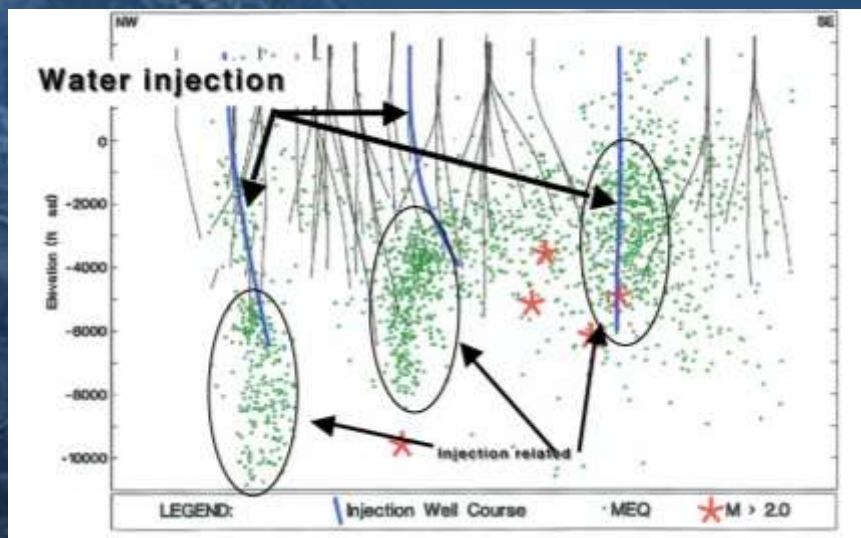 NW SE
Water injection
0
-2000
-4000
-6000
-8000
-10000
Elevation (ft ssl)
Injection related
LEGEND: Injection Well Course · MEQ M > 2.0